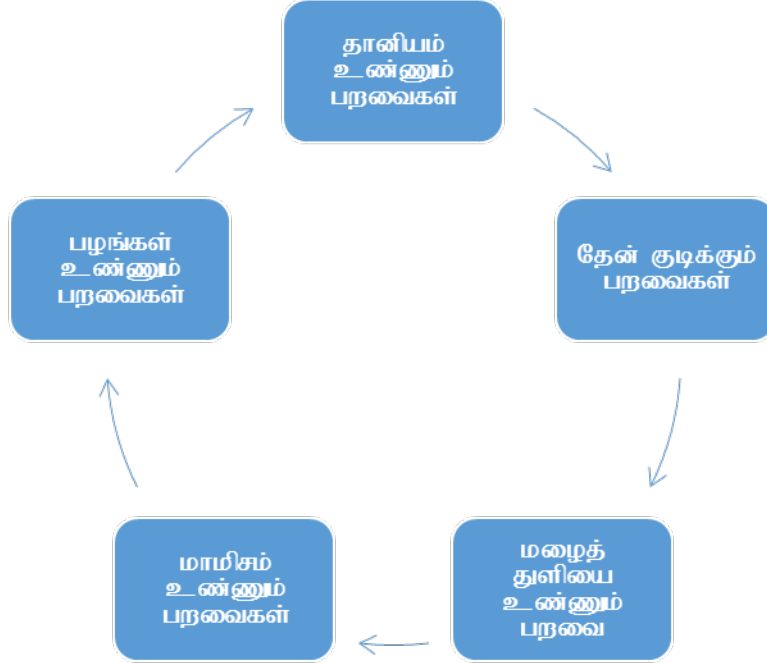 தானியம்
உண்ணும்
பறவைகள்
தேன் குடிக்கும்
பறவைகள்
மழைத்
துளியை
உண்ணும்
பறவை
மாமிசம்
உண்ணும்
பறவைகள்
பழங்கள்
உண்ணும்
பறவைகள்